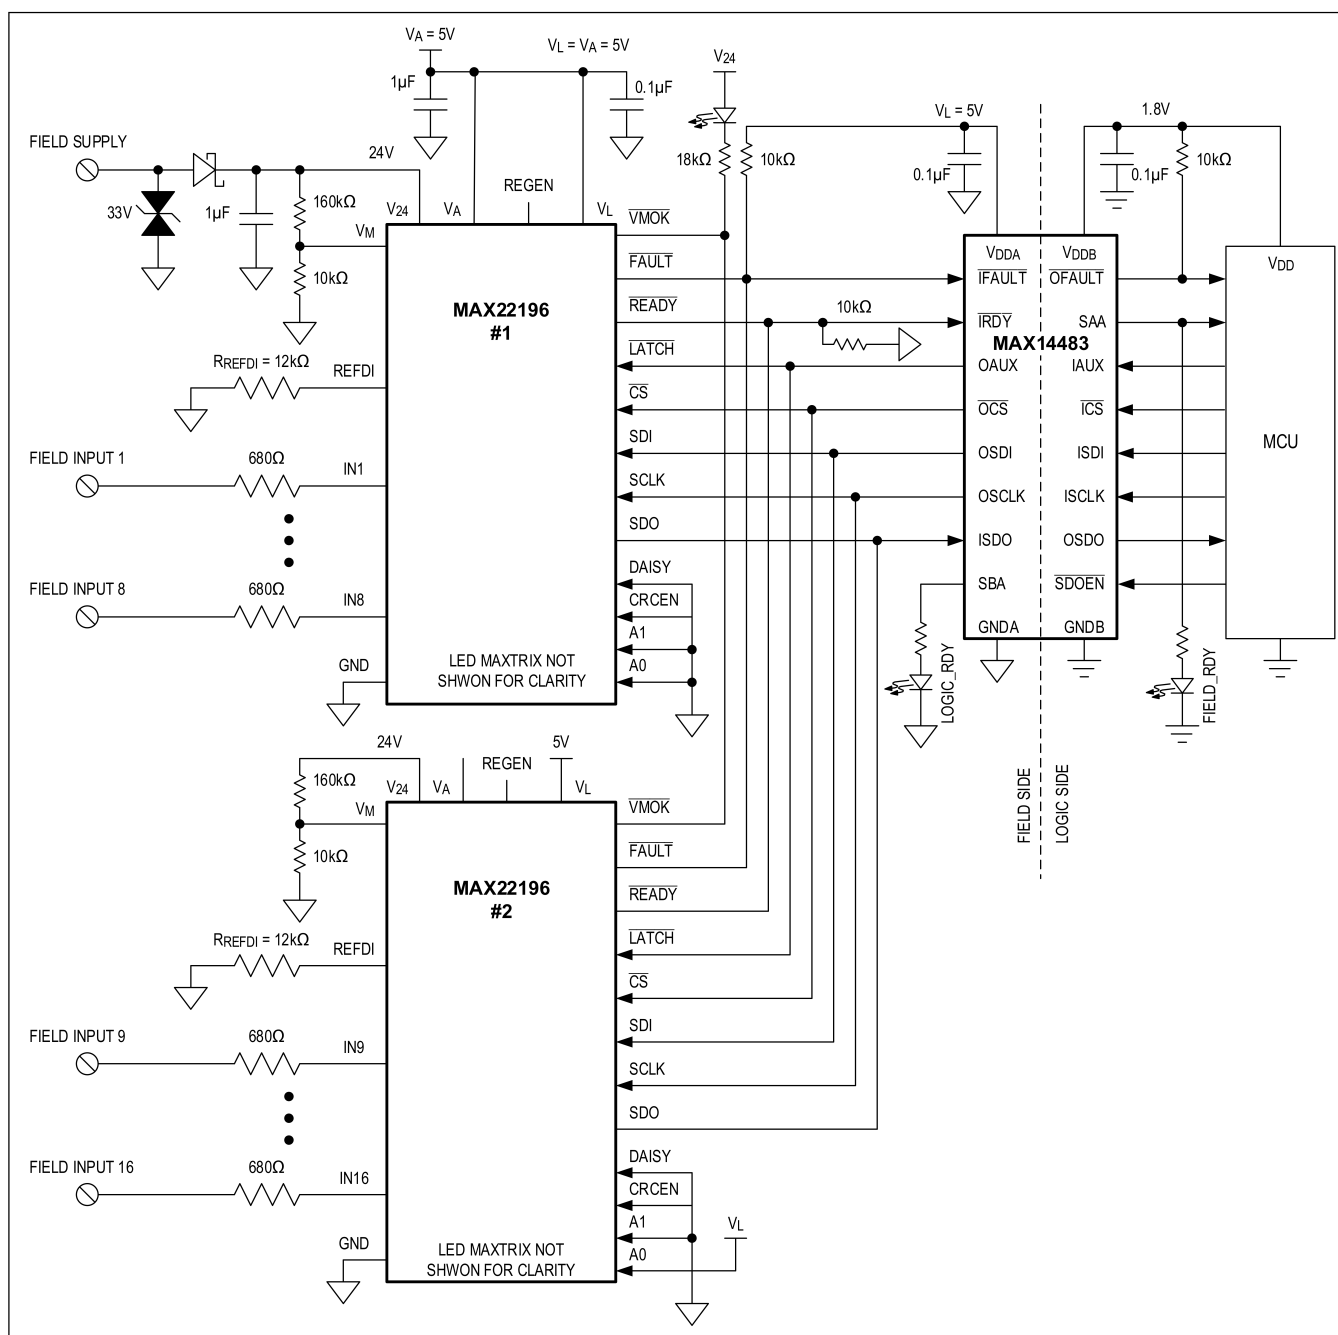 VA = 5V
VL = VA = 5V
1µF
0.1µF
V24
VL = 5V
1.8V
FIELD SUPPLY
24V
18kΩ
10kΩ
0.1µF
0.1µF
10kΩ
33V
1µF
160kΩ
REGEN
V24
VA
VL
VM
10kΩ
MAX22196
#1
VMOK
FAULT
READY
LATCH
CS
SDI
SCLK
SDO
DAISY
CRCEN
A1
A0
10kΩ
RREFDI = 12kΩ
REFDI
FIELD INPUT 1
680Ω
IN1
FIELD INPUT 8
680Ω
IN8
GND
LED MAXTRIX NOT
SHWON FOR CLARITY
VDDA
VDDB
IFAULT
OFAULT
IRDY
SAA
MAX14483
OAUX
IAUX
OCS
ICS
OSDI
ISDI
OSCLK
ISCLK
ISDO
OSDO
SBA
SDOEN
GNDA
GNDB
VDD
MCU
LOGIC_RDY
FIELD_RDY
FIELD SIDE
LOGIC SIDE
24V
5V
160kΩ
REGEN
V24
VA
VL
VM
10kΩ
MAX22196
#2
VMOK
FAULT
READY
LATCH
CS
SDI
SCLK
SDO
DAISY
CRCEN
A1
A0
VL
RREFDI = 12kΩ
REFDI
FIELD INPUT 9
680Ω
IN9
FIELD INPUT 16
680Ω
IN16
GND
LED MAXTRIX NOT
SHWON FOR CLARITY